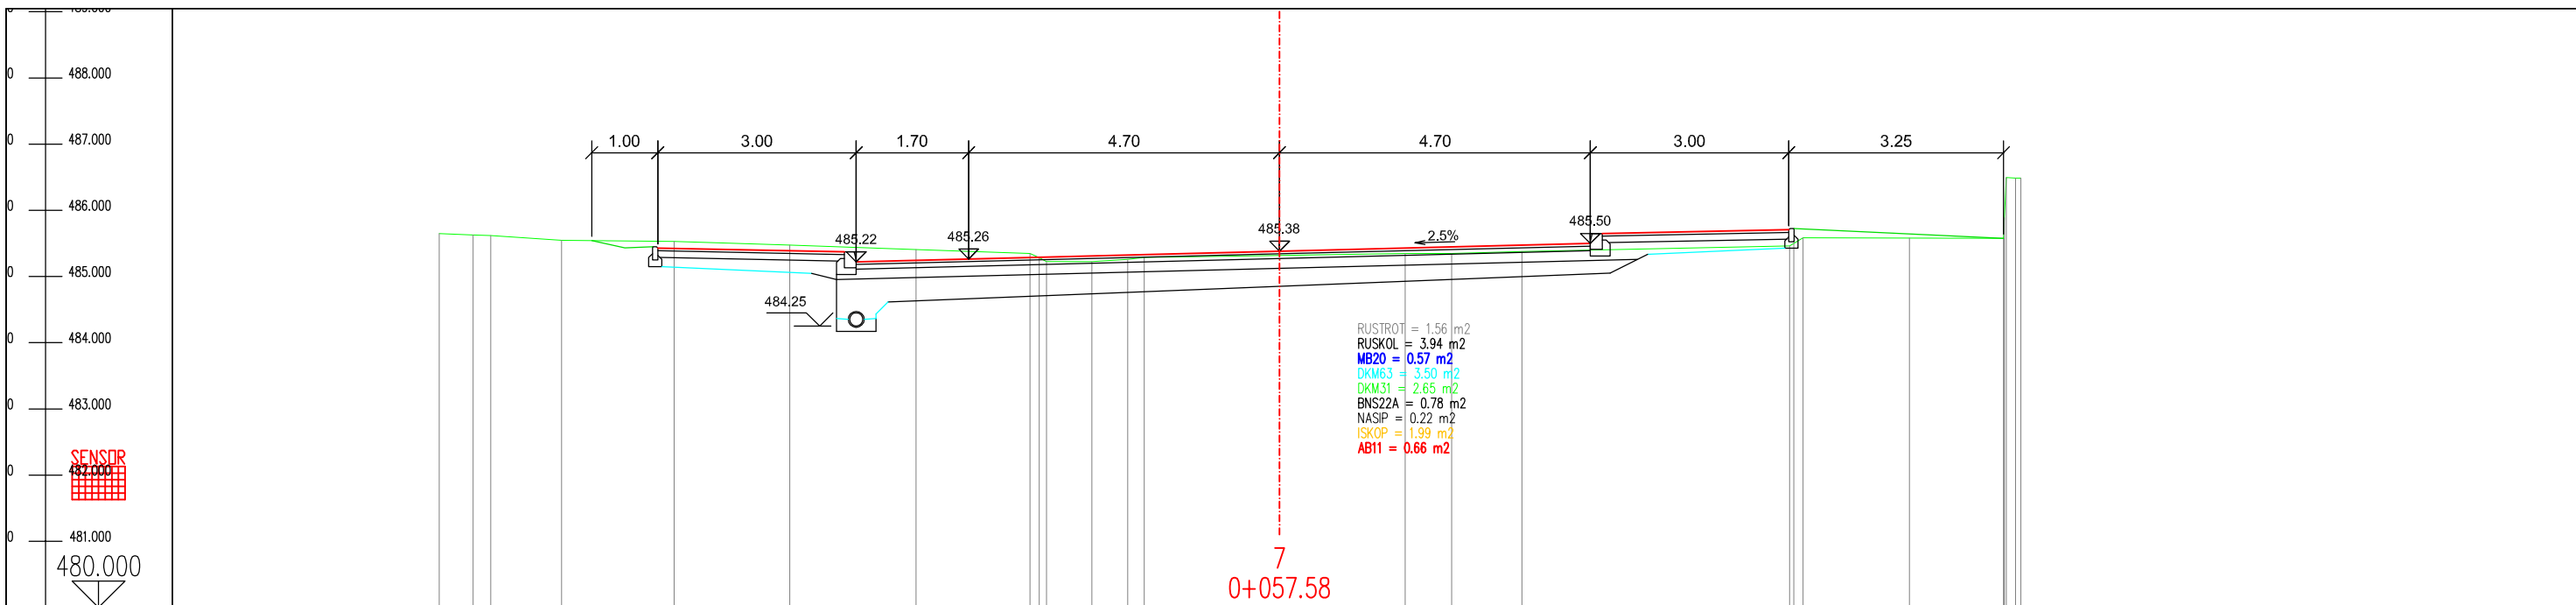 488.000
487.000
486.000
485.000
484.000
483.000
SENSOR
482.000
481.000
480.000
1.00 3.00 1.70 4.70 4.70 3.00 3.25
485.22 485.26 485.38 2.5% 485.50
484.25
RUSTROT = 1.56 m2
RUSKOL = 3.94 m2
MB20 = 0.57 m2
DKM63 = 3.50 m2
DKM31 = 2.65 m2
BNS22A = 0.78 m2
NASIP = 0.22 m2
ISKOP = 1.99 m2
AB11 = 0.66 m2
7
0+057.58